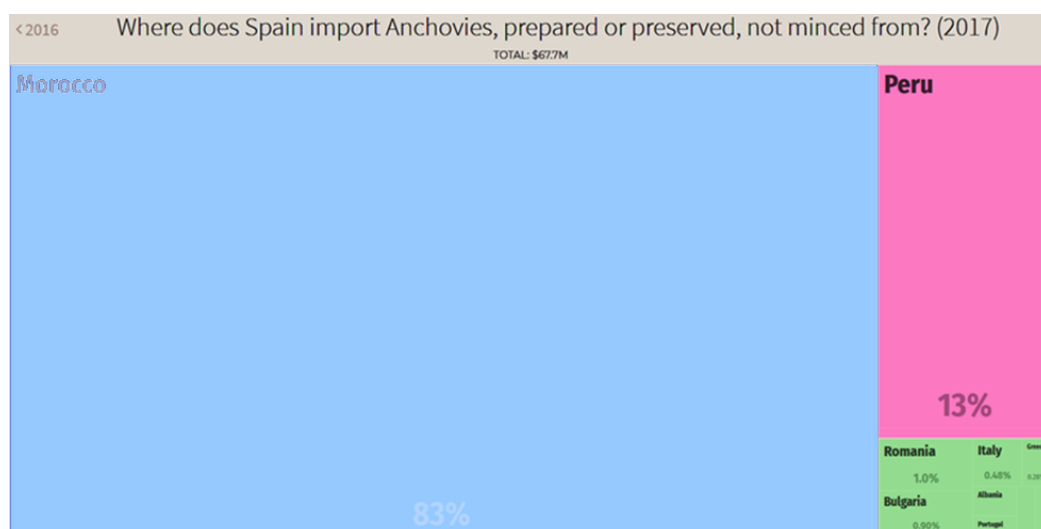 <2016
Where does Spain import Anchovies, prepared or preserved, not minced from? (2017)
TOTAL: $67.7M
Morocco
83%
Peru
13%
Romania
1.0%
Italy
0.48%
Bulgaria
0.90%
Albania
Portugal